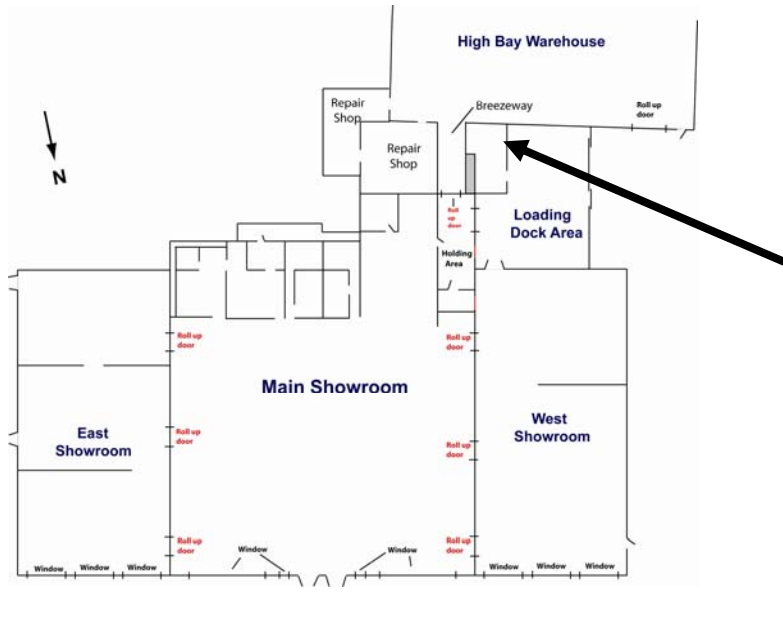 High Bay Warehouse
Repair
Shop
Breezeway
Roll up
door
N
Repair
Shop
Roll
up
door
Loading
Dock Area
Holding
Area
Roll up
door
Roll up
door
Main Showroom
East
Showroom
Roll up
door
West
Showroom
Roll up
door
Roll up
door
Roll up
door
Window
Window
Window
Window
Window
Window
Window
Window